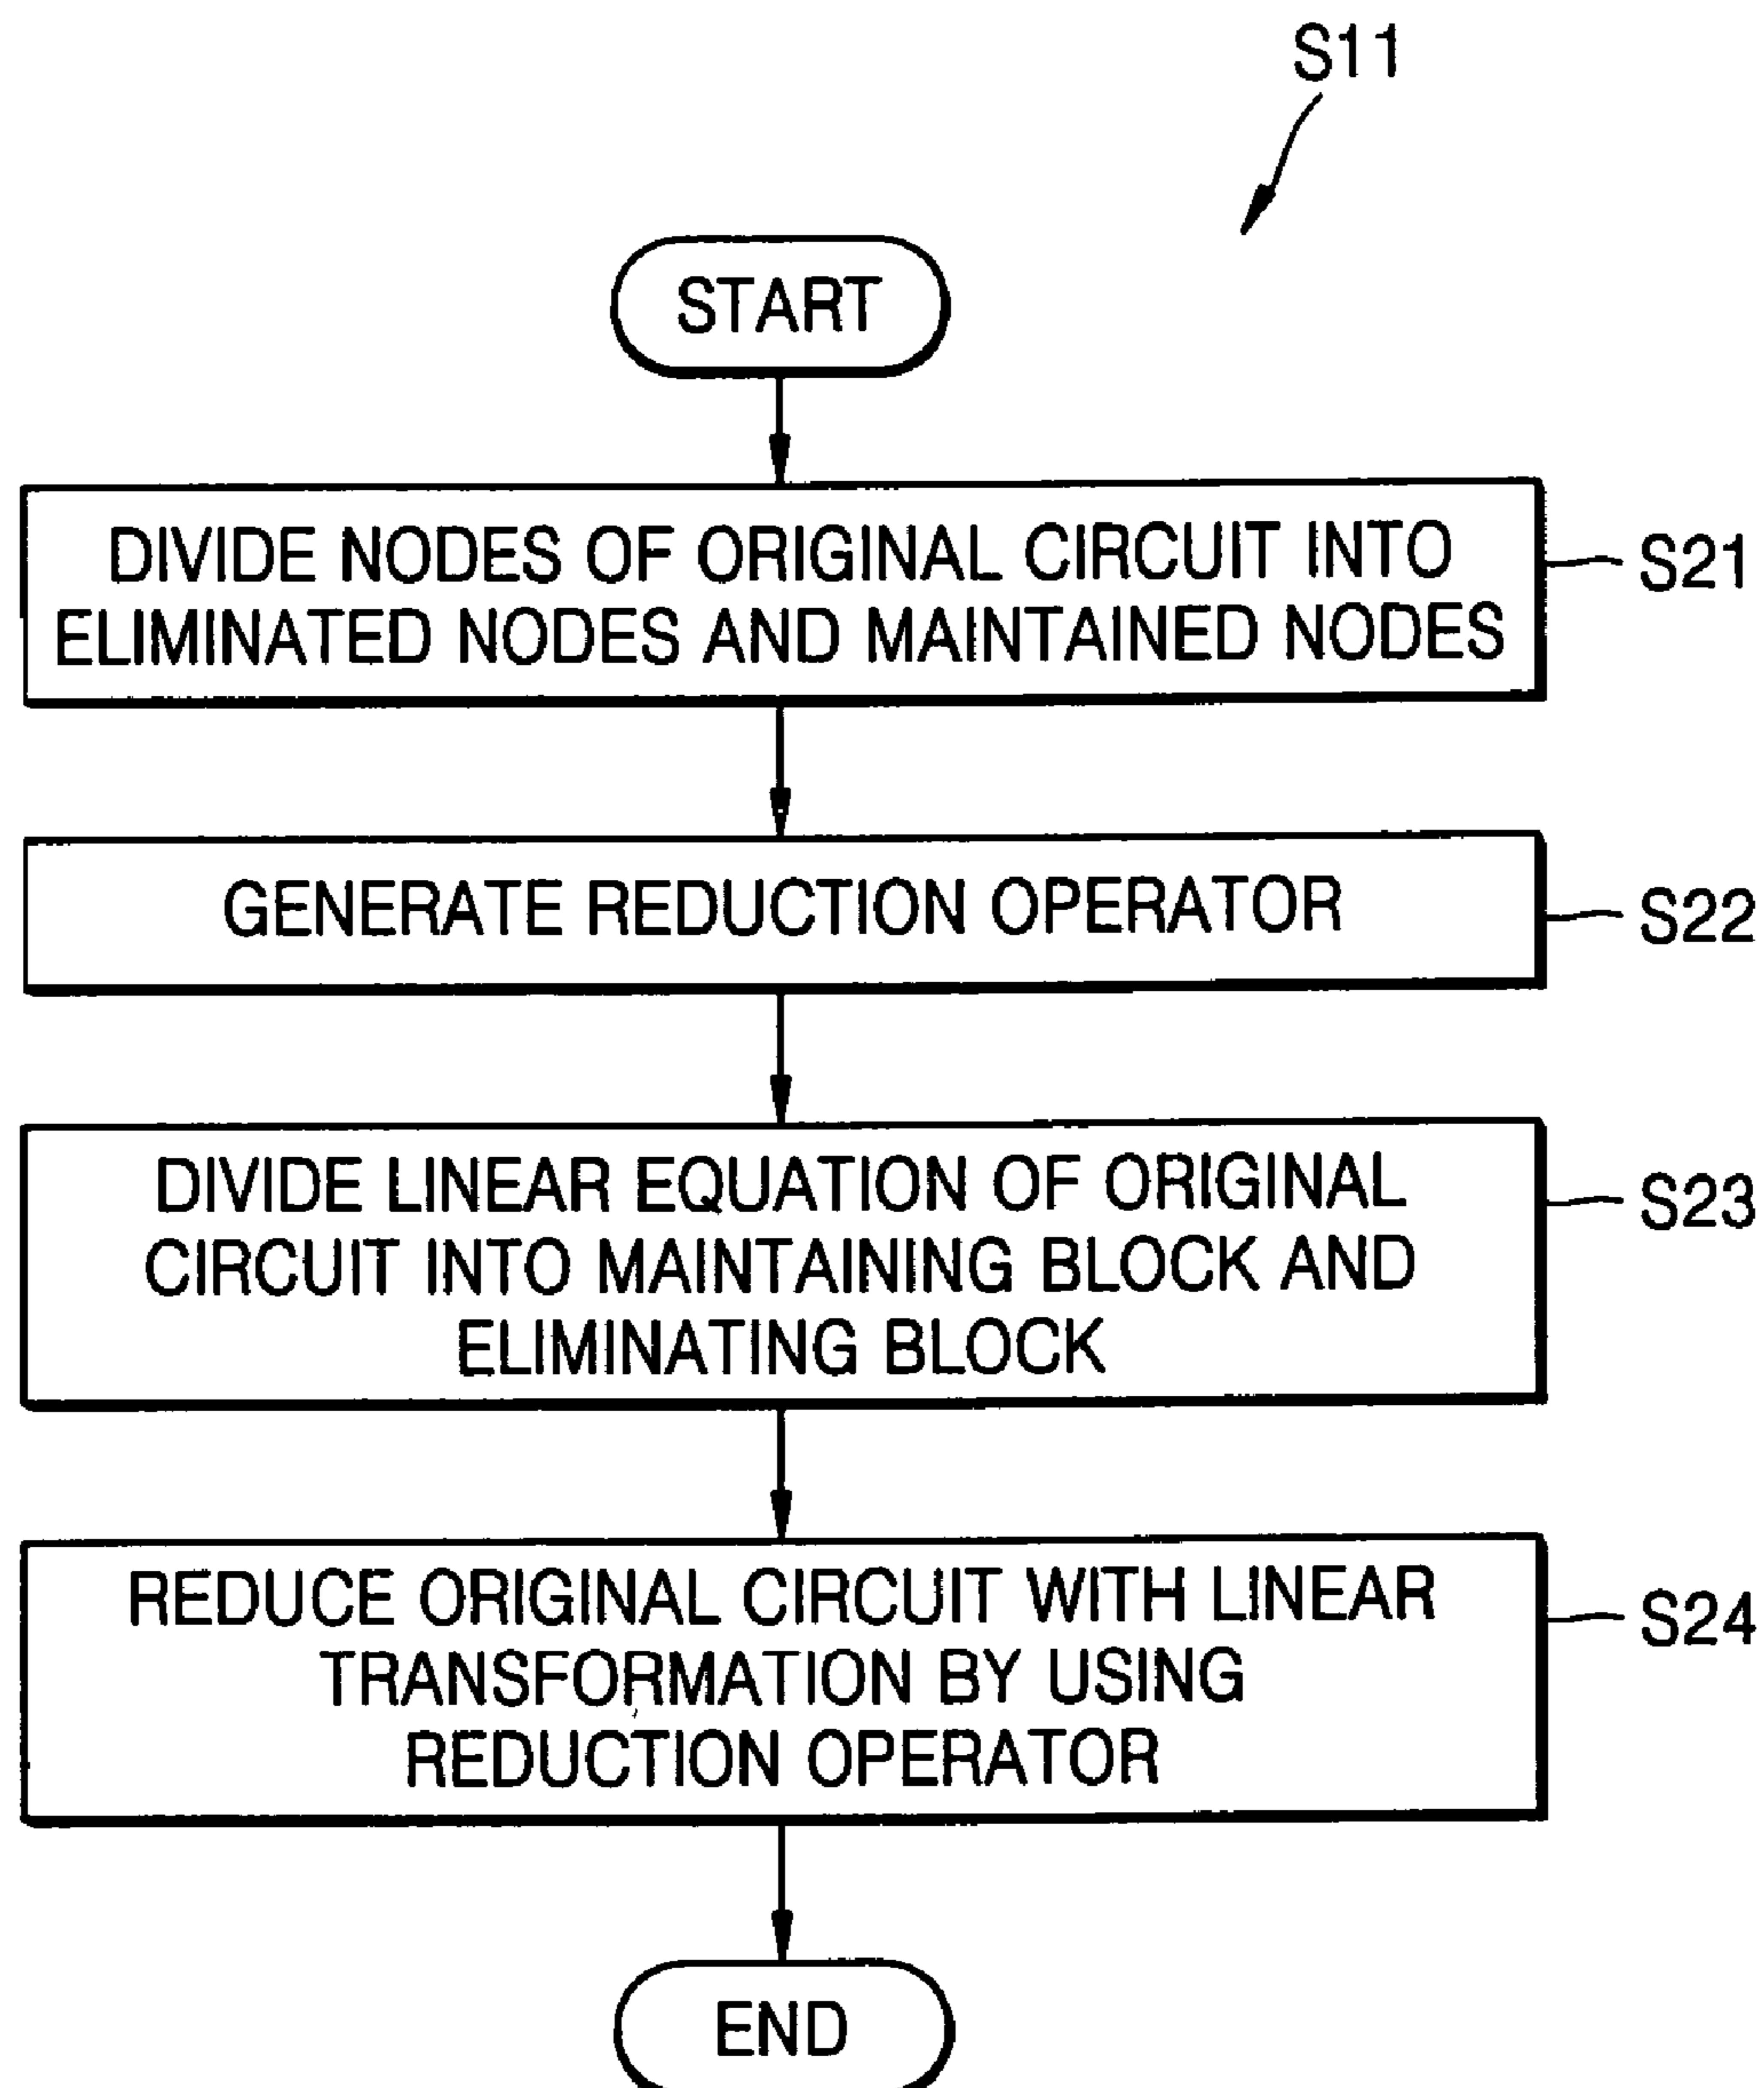 S11
START
DIVIDE NODES OF ORIGINAL CIRCUIT INTO
ELIMINATED NODES AND MAINTAINED NODES
S21
GENERATE REDUCTION OPERATOR
S22
DIVIDE LINEAR EQUATION OF ORIGINAL
CIRCUIT INTO MAINTAINING BLOCK AND
ELIMINATING BLOCK
S23
REDUCE ORIGINAL CIRCUIT WITH LINEAR
TRANSFORMATION BY USING
REDUCTION OPERATOR
S24
END